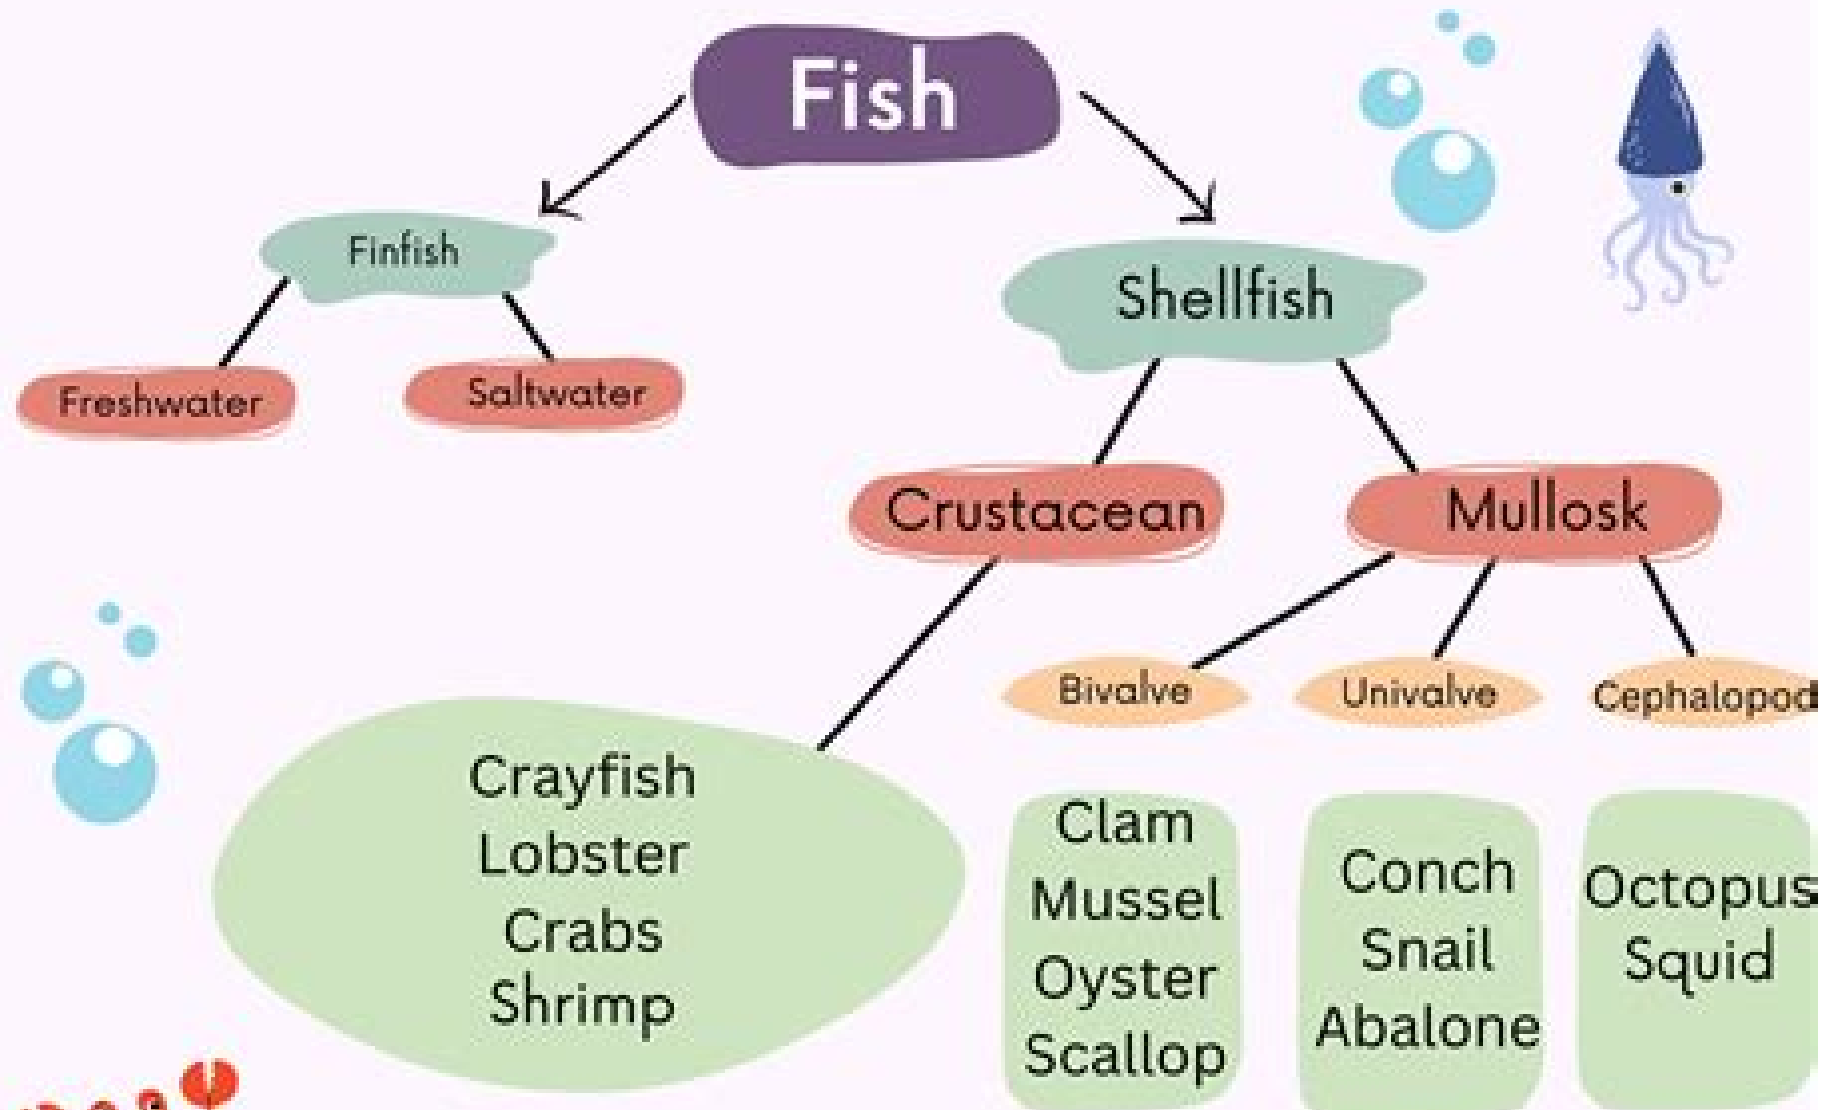 Fish
Finfish
Shellfish
Freshwater
Saltwater
Crustacean
Mullosk
Bivalve
Univalve
Cephalopod
Crayfish
Lobster
Crabs
Shrimp
Clam
Mussel
Oyster
Scallop
Conch
Snail
Abalone
Octopus
Squid